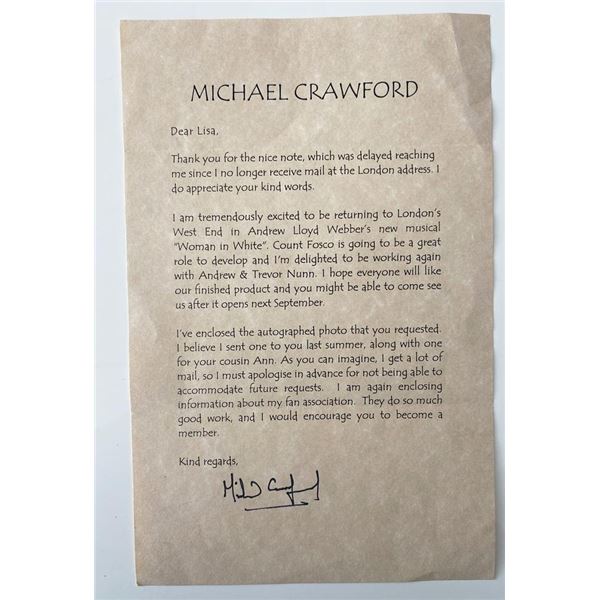 MICHAEL CRAWFORD
Dear Lisa,
Thank you for the nice note, which was delayed reaching
me since I no longer receive mail at the London address. I
do appreciate your kind words.
I am tremendously excited to be returning to London's
West End in Andrew Lloyd Webber's new musical
"Woman in White". Count Fosco is going to be a great
role to develop and I'm delighted to be working again
with Andrew & Trevor Nunn. I hope everyone will like
our finished product and you might be able to come see
us after it opens next September.
I've enclosed the autographed photo that you requested.
I believe I sent one to you last summer, along with one
for your cousin Ann. As you can imagine, I get a lot of
mail, so I must apologise in advance for not being able to
accommodate future requests. I am again enclosing
information about my fan association. They do so much
good work, and I would encourage you to become a
member.
Kind regards,